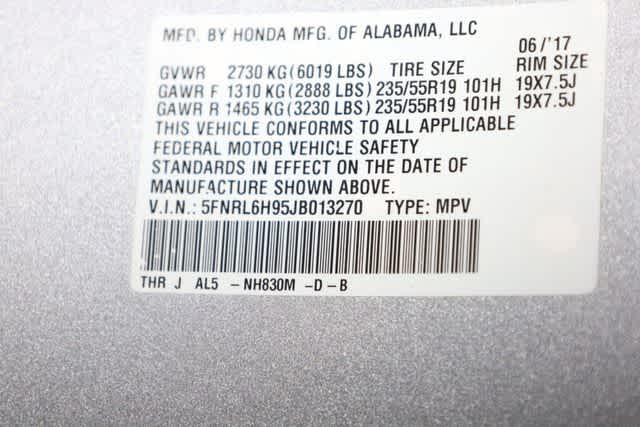 MFD. BY HONDA MFG. OF ALABAMA, LLC
06/'17
GVWR 2730 KG(6019 LBS) TIRE SIZE RIM SIZE
GAWR F 1310 KG(2888 LBS)235/55R19 101H 19X7.5J
GAWR R 1465 KG(3230 LBS)235/55R19 101H 19X7.5J
THIS VEHICLE CONFORMS TO ALL APPLICABLE
FEDERAL MOTOR VEHICLE SAFETY
STANDARDS IN EFFECT ON THE DATE OF
MANUFACTURE SHOWN ABOVE.
V.I.N.: 5FNRL6H95JB013270 TYPE: MPV
THR J AL5 -NH830M -D-B